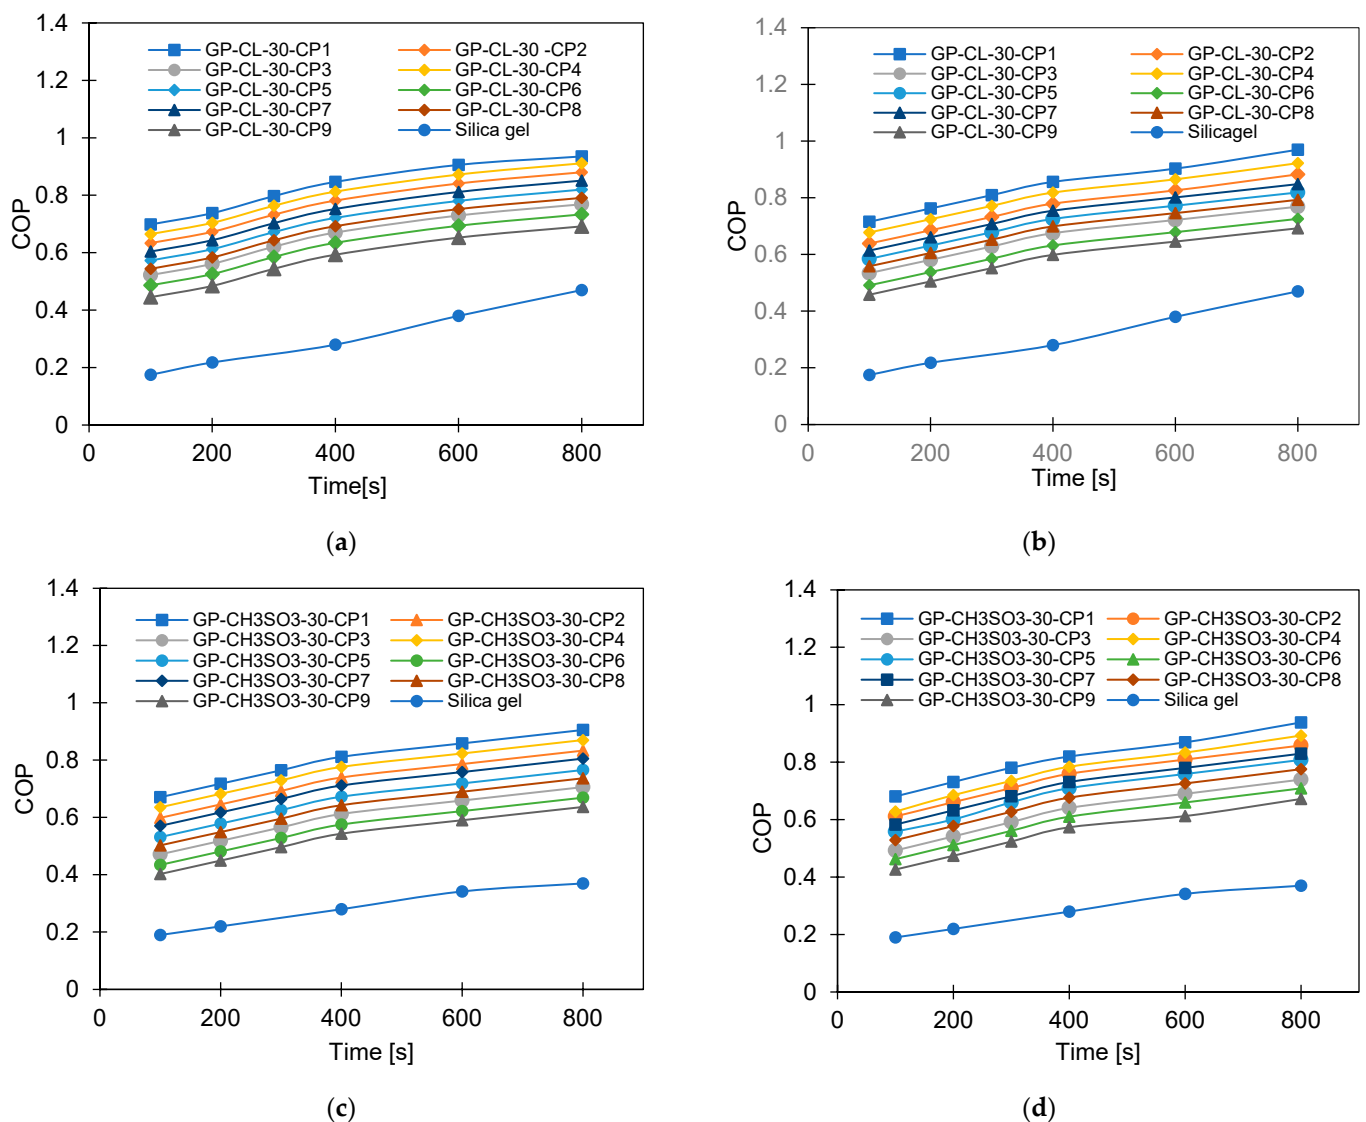 1.4
1.2
1
0.8
0.6
0.4
0.2
0
COP
GP-CL-30-CP1
GP-CL-30 -CP2
GP-CL-30-CP3
GP-CL-30-CP4
GP-CL-30-CP5
GP-CL-30-CP6
GP-CL-30-CP7
GP-CL-30-CP8
GP-CL-30-CP9
Silica gel
0 200 400 600 800
Time[s]
(a)
1.4
1.2
1
0.8
0.6
0.4
0.2
0
COP
GP-CL-30-CP1
GP-CL-30-CP2
GP-CL-30-CP3
GP-CL-30-CP4
GP-CL-30-CP5
GP-CL-30-CP6
GP-CL-30-CP7
GP-CL-30-CP8
GP-CL-30-CP9
Silicagel
0 200 400 600 800
Time [s]
(b)
1.4
1.2
1
0.8
0.6
0.4
0.2
0
COP
GP-CH3SO3-30-CP1
GP-CH3SO3-30-CP2
GP-CH3SO3-30-CP3
GP-CH3SO3-30-CP4
GP-CH3SO3-30-CP5
GP-CH3SO3-30-CP6
GP-CH3SO3-30-CP7
GP-CH3SO3-30-CP8
GP-CH3SO3-30-CP9
Silica gel
0 200 400 600 800
Time [s]
(c)
1.4
1.2
1
0.8
0.6
0.4
0.2
0
COP
GP-CH3SO3-30-CP1
GP-CH3SO3-30-CP2
GP-CH3S03-30-CP3
GP-CH3SO3-30-CP4
GP-CH3SO3-30-CP5
GP-CH3SO3-30-CP6
GP-CH3SO3-30-CP7
GP-CH3SO3-30-CP8
GP-CH3SO3-30-CP9
Silica gel
0 200 400 600 800
Time [s]
(d)